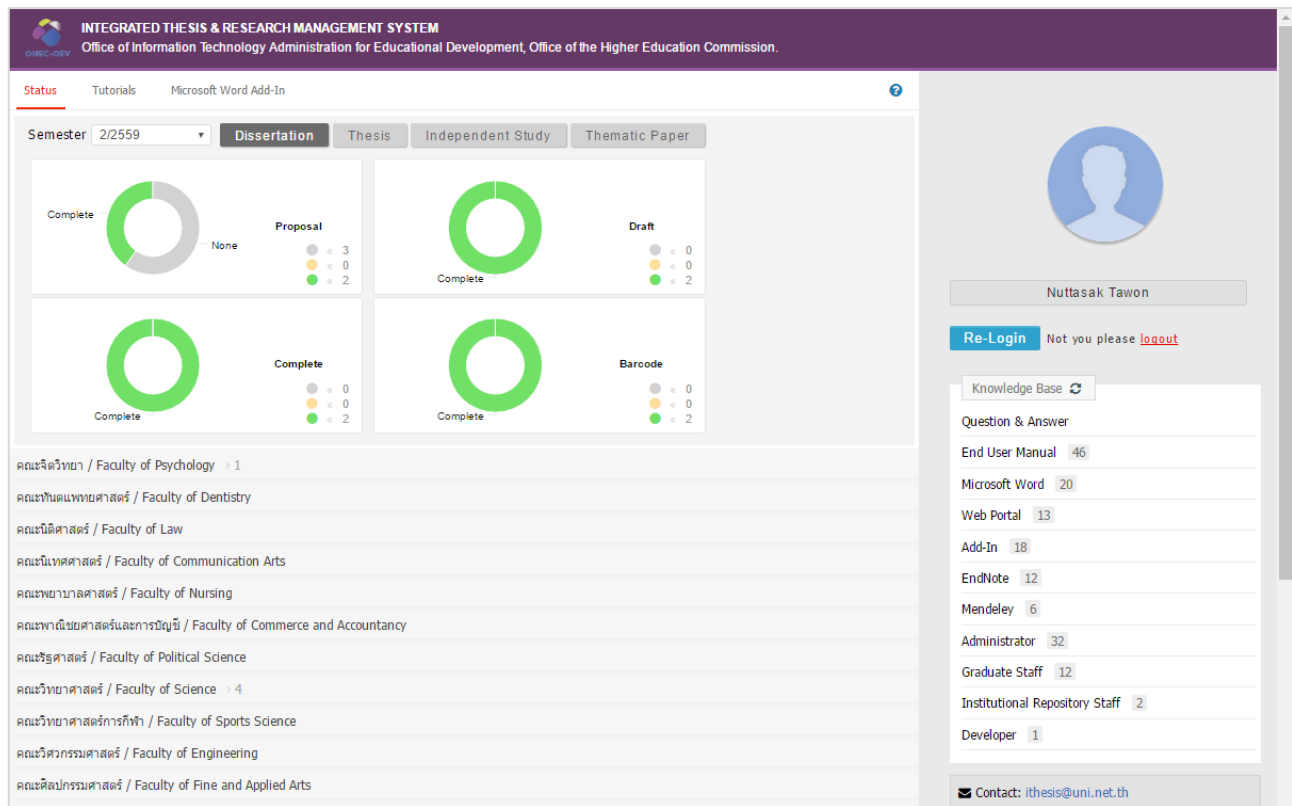 INTEGRATED THESIS & RESEARCH MANAGEMENT SYSTEM
Office of Information Technology Administration for Educational Development, Office of the Higher Education Commission.
OHEC-DEV
Status Tutorials Microsoft Word Add-In
Semester 2/2559 Dissertation Thesis Independent Study Thematic Paper
Complete
None
Proposal
« 3
« 0
« 2
Complete
Draft
« 0
« 0
« 2
Complete
Complete
« 0
« 0
« 2
Complete
Barcode
« 0
« 0
« 2
คณะจิตวิทยา / Faculty of Psychology › 1
คณะทันตแพทยศาสตร์ / Faculty of Dentistry
คณะนิติศาสตร์ / Faculty of Law
คณะนิเทศศาสตร์ / Faculty of Communication Arts
คณะพยาบาลศาสตร์ / Faculty of Nursing
คณะพาณิชยศาสตร์และการบัญชี / Faculty of Commerce and Accountancy
คณะรัฐศาสตร์ / Faculty of Political Science
คณะวิทยาศาสตร์ / Faculty of Science › 4
คณะวิทยาศาสตร์การกีฬา / Faculty of Sports Science
คณะวิศวกรรมศาสตร์ / Faculty of Engineering
คณะศิลปกรรมศาสตร์ / Faculty of Fine and Applied Arts
Nuttasak Tawon
Re-Login Not you please logout
Knowledge Base
Question & Answer
End User Manual 46
Microsoft Word 20
Web Portal 13
Add-In 18
EndNote 12
Mendeley 6
Administrator 32
Graduate Staff 12
Institutional Repository Staff 2
Developer 1
Contact: ithesis@uni.net.th